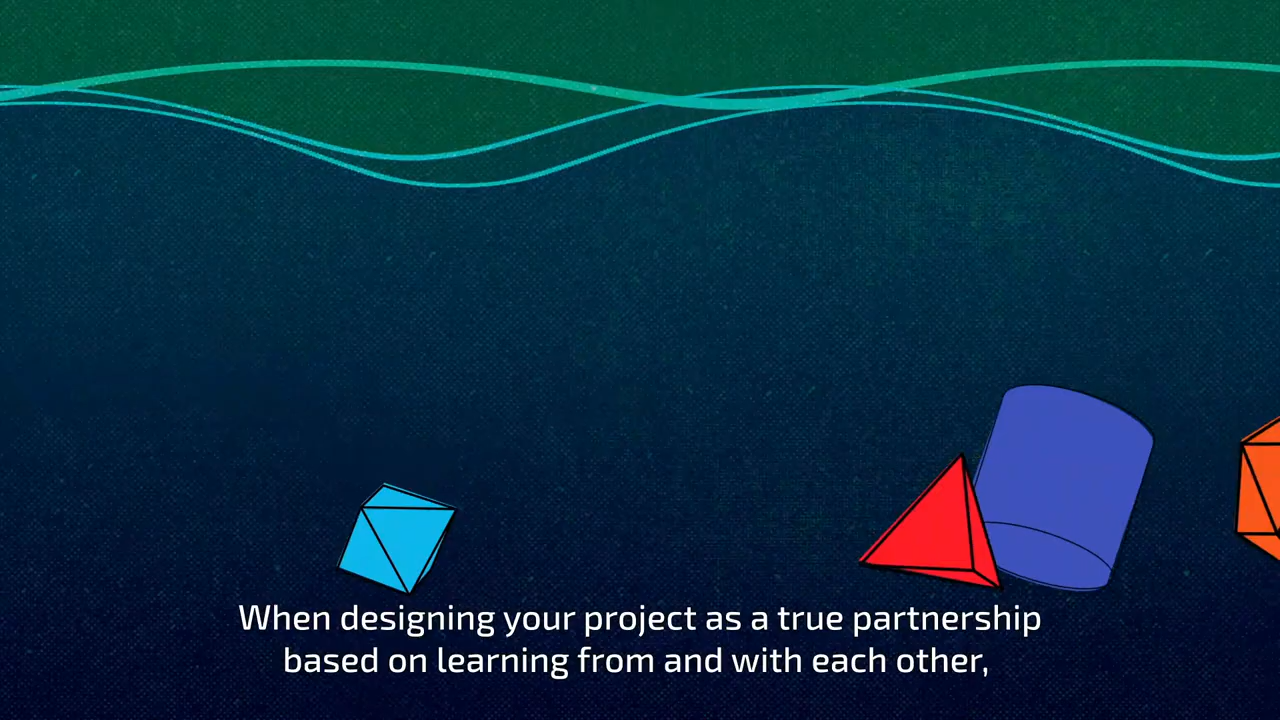 When designing your project as a true partnership
based on learning from and with each other,